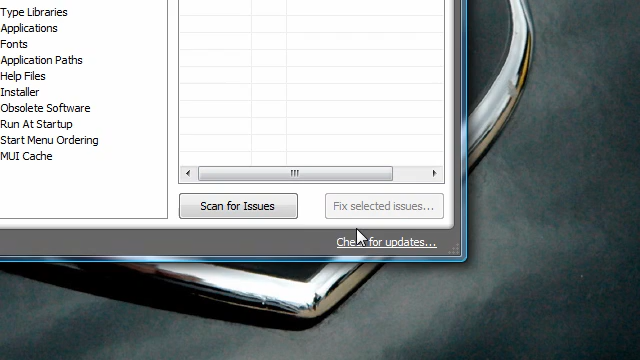 Type Libraries
Applications
Fonts
Application Paths
Help Files
Installer
Obsolete Software
Run At Startup
Start Menu Ordering
MUI Cache
Scan for Issues
Fix selected issues...
Check for updates...